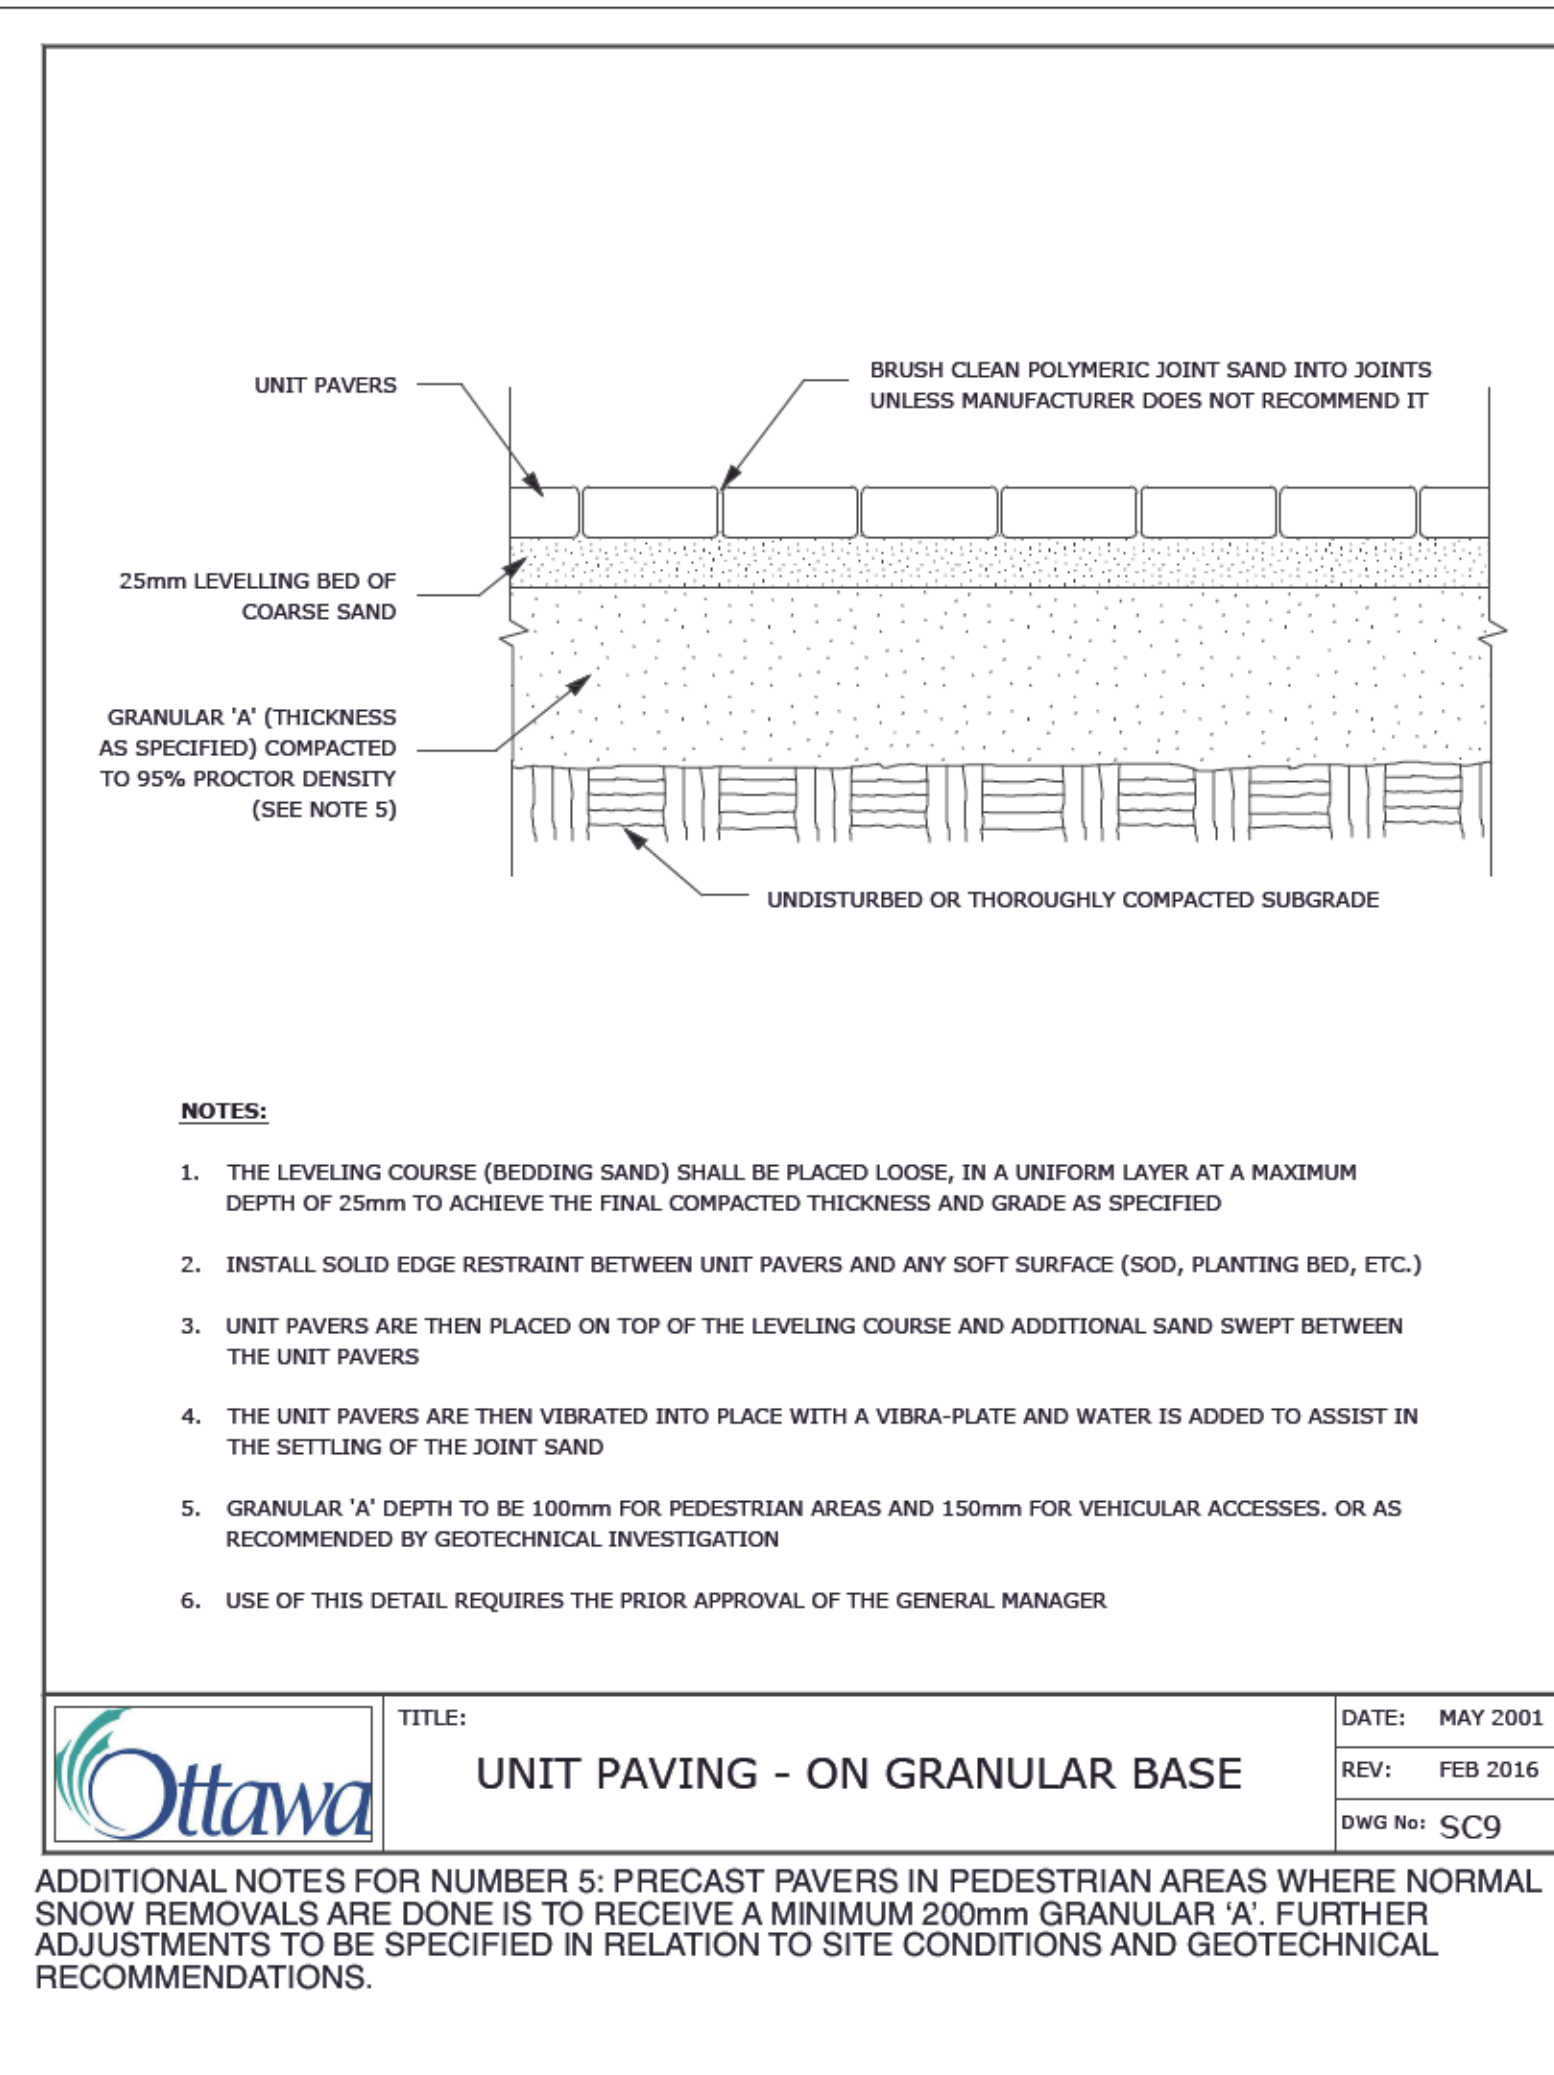 UNIT PAVERS
BRUSH CLEAN POLYMERIC JOINT SAND INTO JOINTS
UNLESS MANUFACTURER DOES NOT RECOMMEND IT
25mm LEVELLING BED OF
COARSE SAND
GRANULAR 'A' (THICKNESS
AS SPECIFIED) COMPACTED
TO 95% PROCTOR DENSITY
(SEE NOTE 5)
UNDISTURBED OR THOROUGHLY COMPACTED SUBGRADE
NOTES:
1. THE LEVELING COURSE (BEDDING SAND) SHALL BE PLACED LOOSE, IN A UNIFORM LAYER AT A MAXIMUM
DEPTH OF 25mm TO ACHIEVE THE FINAL COMPACTED THICKNESS AND GRADE AS SPECIFIED
2. INSTALL SOLID EDGE RESTRAINT BETWEEN UNIT PAVERS AND ANY SOFT SURFACE (SOD, PLANTING BED, ETC.)
3. UNIT PAVERS ARE THEN PLACED ON TOP OF THE LEVELING COURSE AND ADDITIONAL SAND SWEPT BETWEEN
THE UNIT PAVERS
4. THE UNIT PAVERS ARE THEN VIBRATED INTO PLACE WITH A VIBRA-PLATE AND WATER IS ADDED TO ASSIST IN
THE SETTLING OF THE JOINT SAND
5. GRANULAR 'A' DEPTH TO BE 100mm FOR PEDESTRIAN AREAS AND 150mm FOR VEHICULAR ACCESSES. OR AS
RECOMMENDED BY GEOTECHNICAL INVESTIGATION
6. USE OF THIS DETAIL REQUIRES THE PRIOR APPROVAL OF THE GENERAL MANAGER
Ottawa
TITLE:
UNIT PAVING - ON GRANULAR BASE
DATE: MAY 2001
REV: FEB 2016
DWG No: SC9
ADDITIONAL NOTES FOR NUMBER 5: PRECAST PAVERS IN PEDESTRIAN AREAS WHERE NORMAL
SNOW REMOVALS ARE DONE IS TO RECEIVE A MINIMUM 200mm GRANULAR ‘A’. FURTHER
ADJUSTMENTS TO BE SPECIFIED IN RELATION TO SITE CONDITIONS AND GEOTECHNICAL
RECOMMENDATIONS.